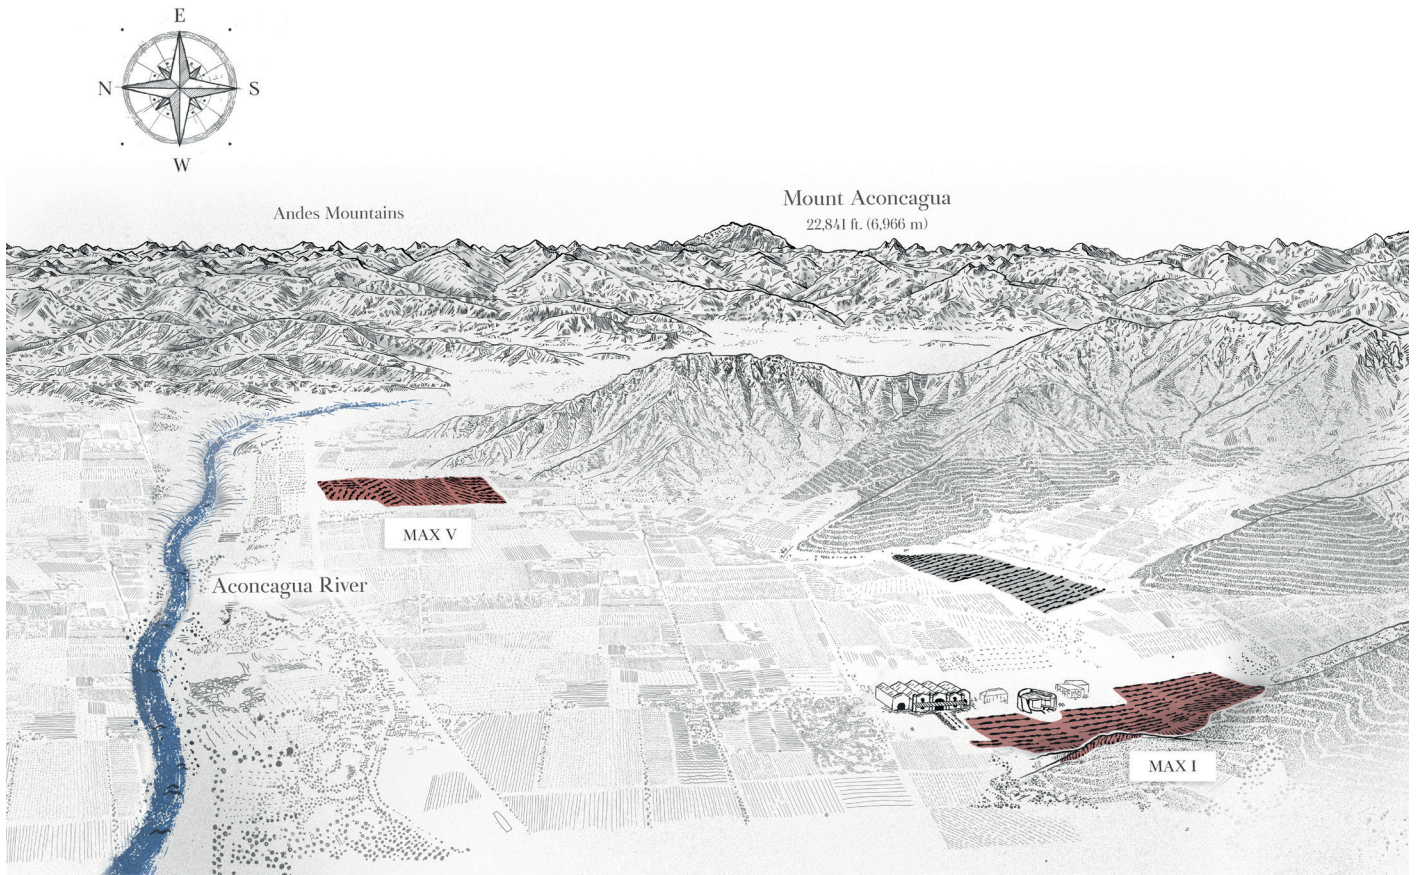 E
N
S
W
Andes Mountains
Mount Aconcagua
22,841 ft. (6,966 m)
MAX V
Aconcagua River
MAX I